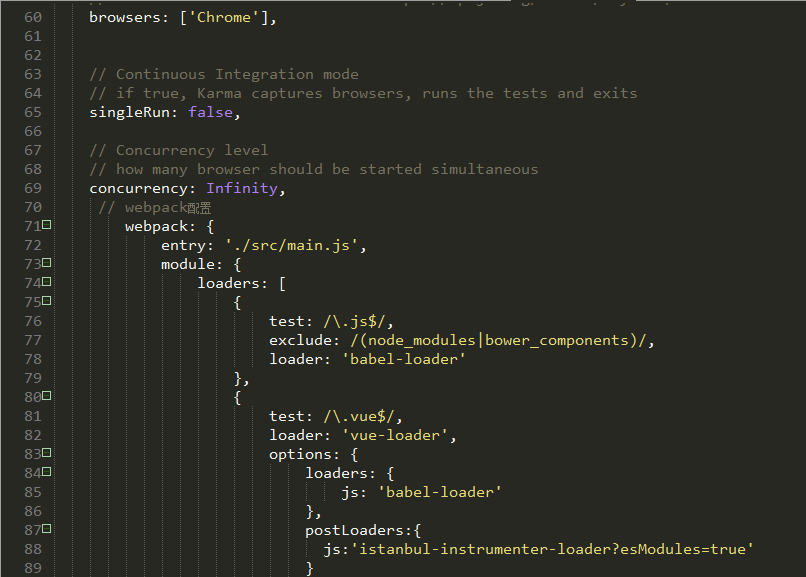 60 browsers: ['Chrome'],
61
62
63 // Continuous Integration mode
64 // if true, Karma captures browsers, runs the tests and exits
65 singleRun: false,
66
67 // Concurrency level
68 // how many browser should be started simultaneous
69 concurrency: Infinity,
70 // webpack配置
71 webpack: {
72 entry: './src/main.js',
73 module: {
74 loaders: [
75 {
76 test: /\.js$/,
77 exclude: /(node_modules|bower_components)/,
78 loader: 'babel-loader'
79 },
80 {
81 test: /\.vue$/,
82 loader: 'vue-loader',
83 options: {
84 loaders: {
85 js: 'babel-loader'
86 },
87 postLoaders:{
88 js:'istanbul-instrumenter-loader?esModules=true'
89 }